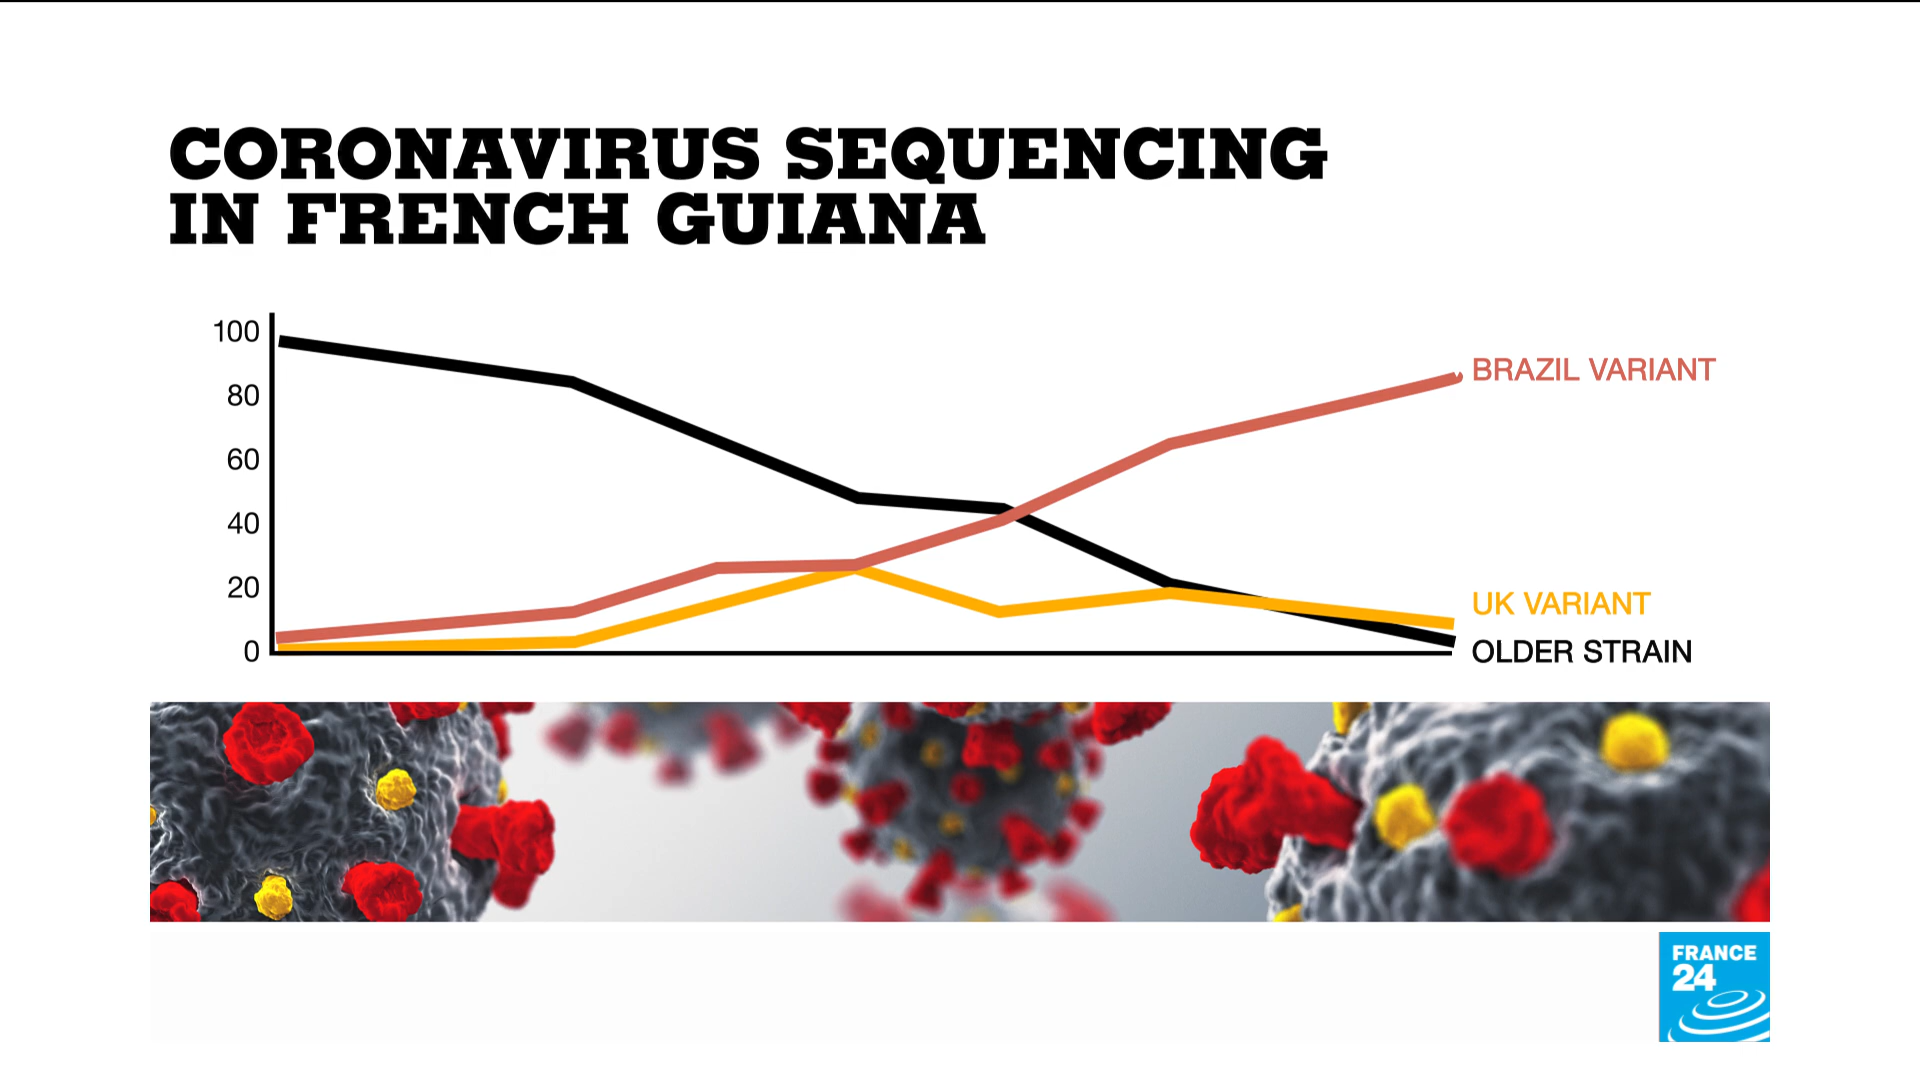 CORONAVIRUS SEQUENCING
IN FRENCH GUIANA
100
80
60
40
20
0
BRAZIL VARIANT
UK VARIANT
OLDER STRAIN
FRANCE
24